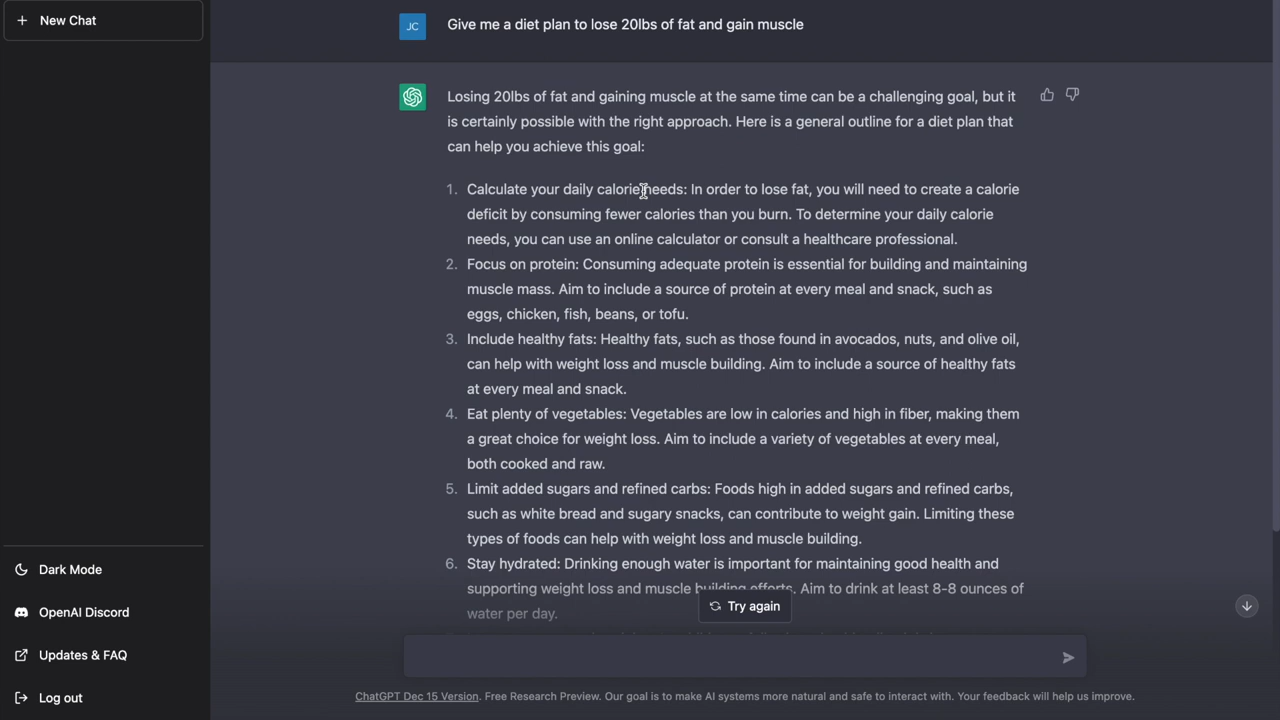 New Chat
JC
Give me a diet plan to lose 20lbs of fat and gain muscle
Losing 20lbs of fat and gaining muscle at the same time can be a challenging goal, but it
is certainly possible with the right approach. Here is a general outline for a diet plan that
can help you achieve this goal:
1. Calculate your daily calorie needs: In order to lose fat, you will need to create a calorie
deficit by consuming fewer calories than you burn. To determine your daily calorie
needs, you can use an online calculator or consult a healthcare professional.
2. Focus on protein: Consuming adequate protein is essential for building and maintaining
muscle mass. Aim to include a source of protein at every meal and snack, such as
eggs, chicken, fish, beans, or tofu.
3. Include healthy fats: Healthy fats, such as those found in avocados, nuts, and olive oil,
can help with weight loss and muscle building. Aim to include a source of healthy fats
at every meal and snack.
4. Eat plenty of vegetables: Vegetables are low in calories and high in fiber, making them
a great choice for weight loss. Aim to include a variety of vegetables at every meal,
both cooked and raw.
5. Limit added sugars and refined carbs: Foods high in added sugars and refined carbs,
such as white bread and sugary snacks, can contribute to weight gain. Limiting these
types of foods can help with weight loss and muscle building.
6. Stay hydrated: Drinking enough water is important for maintaining good health and
supporting weight loss and muscle building efforts. Aim to drink at least 8-8 ounces of
water per day.
Try again
Dark Mode
OpenAI Discord
Updates & FAQ
Log out
ChatGPT Dec 15 Version. Free Research Preview. Our goal is to make AI systems more natural and safe to interact with. Your feedback will help us improve.